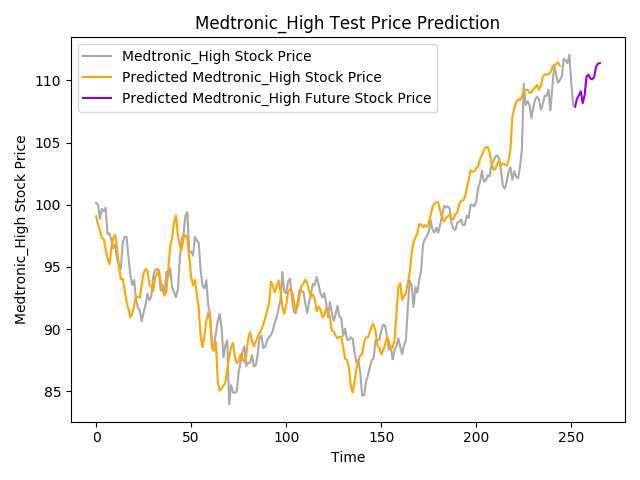 Medtronic_High Test Price Prediction
Medtronic_High Stock Price
Predicted Medtronic_High Stock Price
Predicted Medtronic_High Future Stock Price
Medtronic_High Stock Price
110
105
100
95
90
85
0 50 100 150 200 250
Time